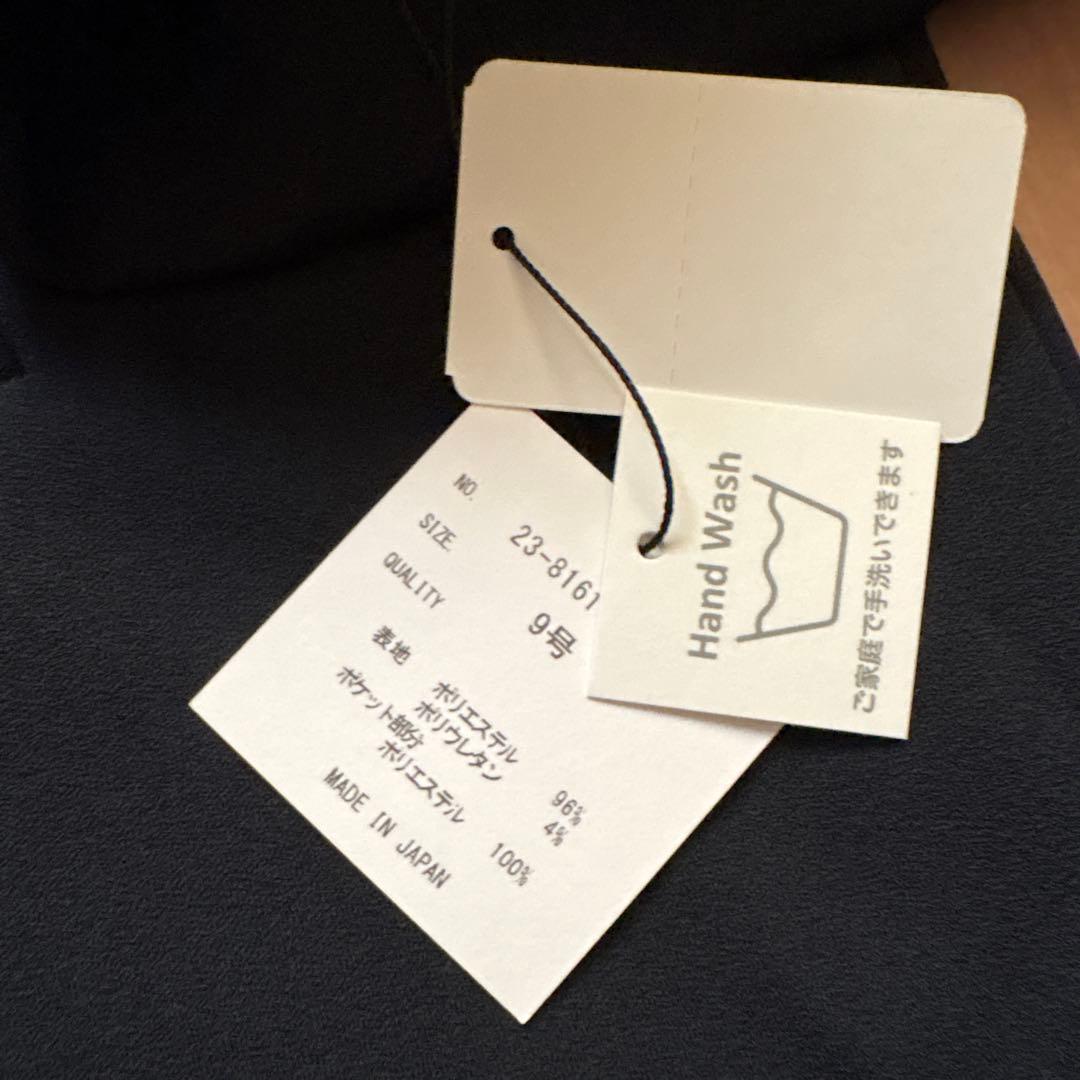 NO.
23-8161
SIZE
9号
QUALITY
表地
ポリエステル 96%
ポリウレタン 4%
ポケット部分
ポリエステル 100%
MADE IN JAPAN
Hand Wash
ご家庭で手洗いできます